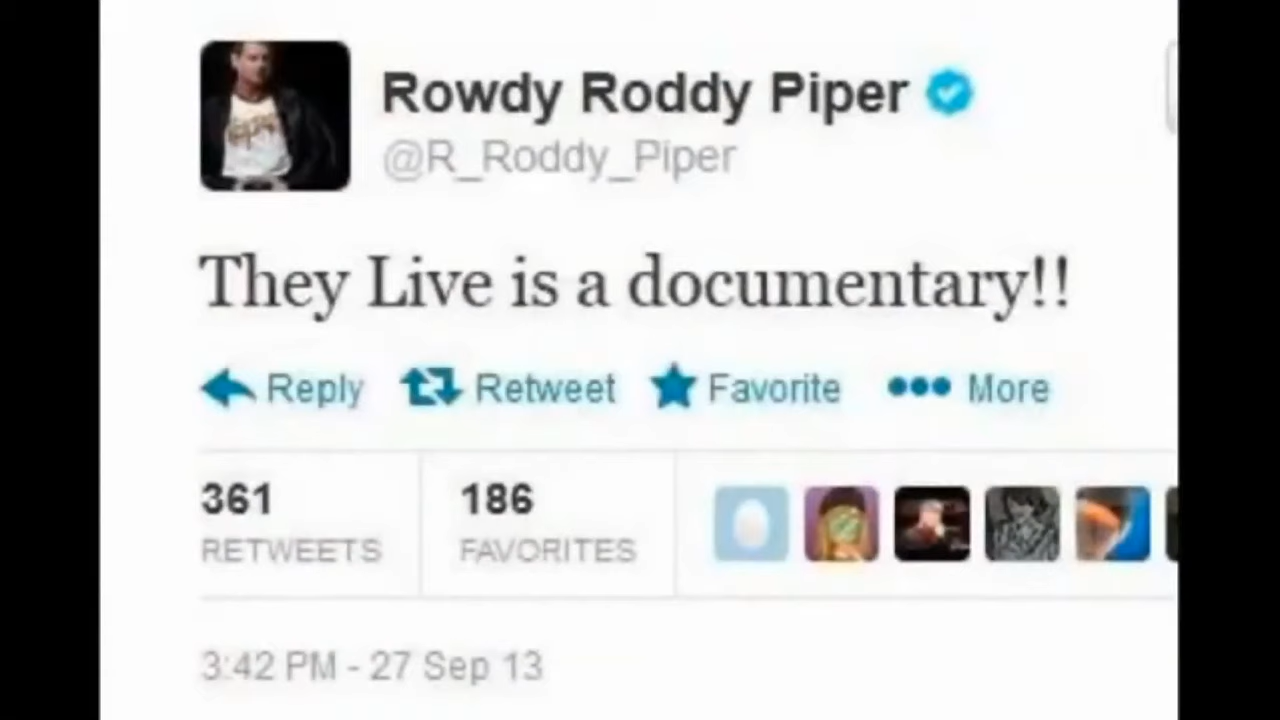 Rowdy Roddy Piper
@R_Roddy_Piper
They Live is a documentary!!
Reply Retweet Favorite More
361 186
RETWEETS FAVORITES
3:42 PM - 27 Sep 13